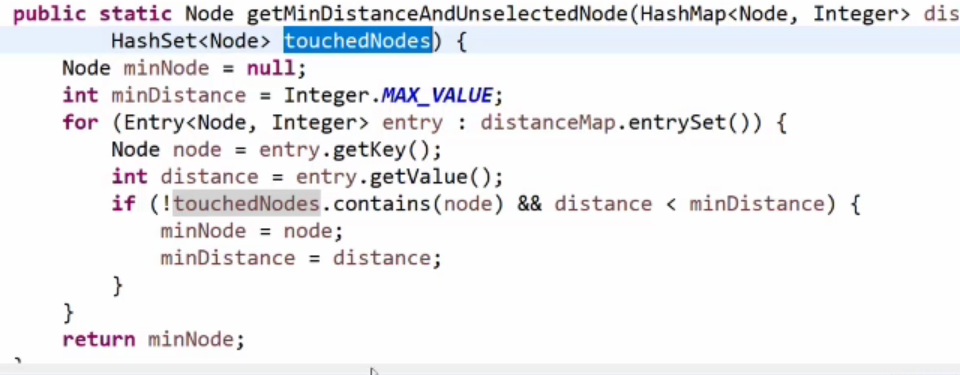 public static Node getMinDistanceAndUnselectedNode(HashMap<Node, Integer> dis
HashSet<Node> touchedNodes) {
Node minNode = null;
int minDistance = Integer.MAX_VALUE;
for (Entry<Node, Integer> entry : distanceMap.entrySet()) {
Node node = entry.getKey();
int distance = entry.getValue();
if (!touchedNodes.contains(node) && distance < minDistance) {
minNode = node;
minDistance = distance;
}
}
return minNode;